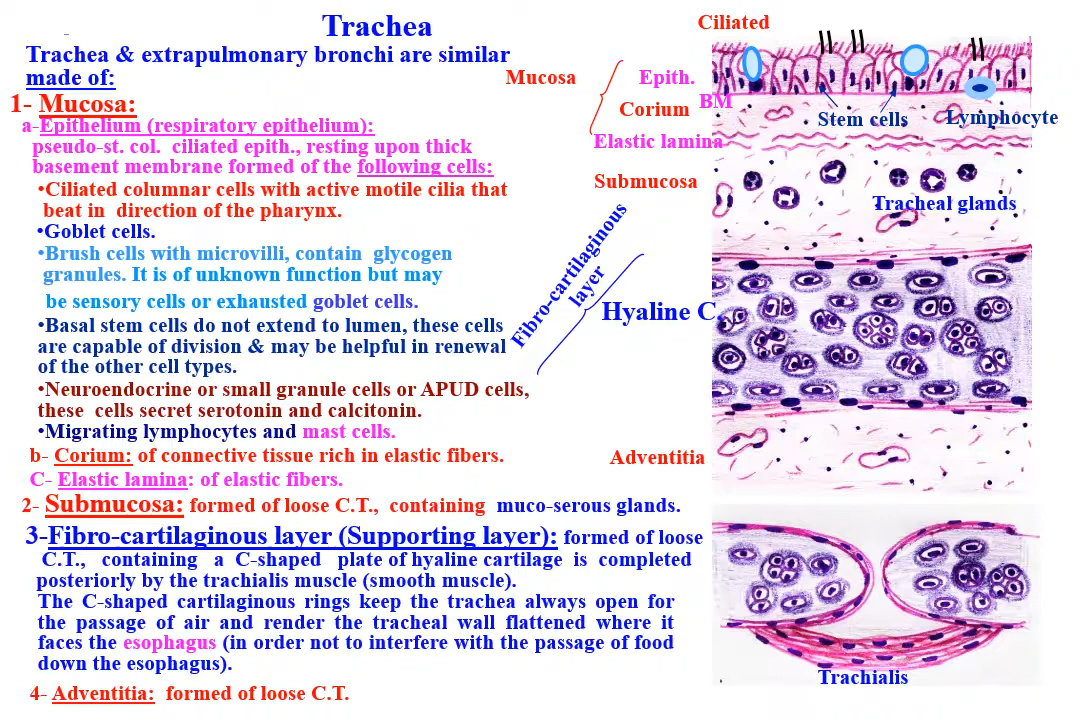 Trachea
Trachea & extrapulmonary bronchi are similar
made of:
1- Mucosa:
a-Epithelium (respiratory epithelium):
pseudo-st. col. ciliated epith., resting upon thick
basement membrane formed of the following cells:
•Ciliated columnar cells with active motile cilia that
beat in direction of the pharynx.
•Goblet cells.
•Brush cells with microvilli, contain glycogen
granules. It is of unknown function but may
be sensory cells or exhausted goblet cells.
•Basal stem cells do not extend to lumen, these cells
are capable of division & may be helpful in renewal
of the other cell types.
•Neuroendocrine or small granule cells or APUD cells,
these cells secret serotonin and calcitonin.
•Migrating lymphocytes and mast cells.
b- Corium: of connective tissue rich in elastic fibers.
C- Elastic lamina: of elastic fibers.
2- Submucosa: formed of loose C.T., containing muco-serous glands.
3-Fibro-cartilaginous layer (Supporting layer): formed of loose
C.T., containing a C-shaped plate of hyaline cartilage is completed
posteriorly by the trachialis muscle (smooth muscle).
The C-shaped cartilaginous rings keep the trachea always open for
the passage of air and render the tracheal wall flattened where it
faces the esophagus (in order not to interfere with the passage of food
down the esophagus).
4- Adventitia: formed of loose C.T.
Ciliated
Mucosa
Epith.
Corium
BM
Stem cells
Lymphocyte
Elastic lamina
Submucosa
Tracheal glands
Fibro-cartilaginous
layer
Hyaline C.
Adventitia
Trachialis